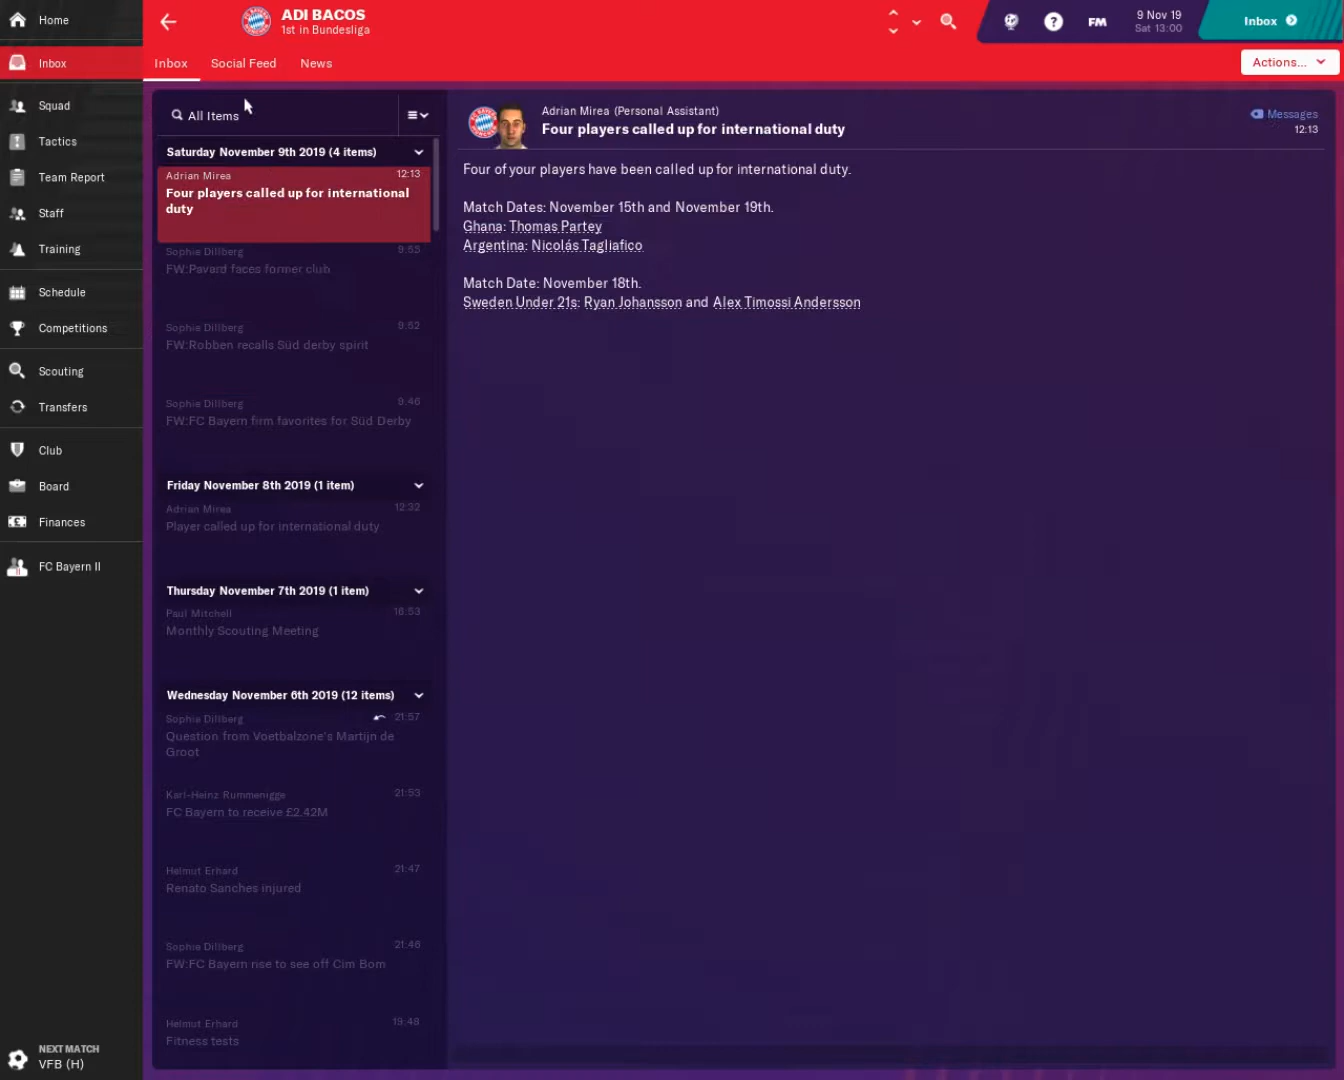 Home
Inbox
Squad
Tactics
Team Report
Staff
Training
Schedule
Competitions
Scouting
Transfers
Club
Board
Finances
FC Bayern II
NEXT MATCH
VFB (H)
ADI BACOS
1st in Bundesliga
FM
9 Nov 19
Sat 13:00
Inbox
Inbox Social Feed News
Actions...
All Items
Saturday November 9th 2019 (4 items)
Adrian Mirea 12:13
Four players called up for international
duty
Sophie Dillberg 9:53
FW:Pavard faces former club
Sophie Dillberg 9:52
FW:Robben recalls Süd derby spirit
Sophie Dillberg 9:46
FW:FC Bayern firm favorites for Süd Derby
Friday November 8th 2019 (1 item)
Adrian Mirea 12:32
Player called up for international duty
Thursday November 7th 2019 (1 item)
Paul Mitchell 16:53
Monthly Scouting Meeting
Wednesday November 6th 2019 (12 items)
Sophie Dillberg 21:57
Question from Voetbalzone's Martijn de
Groot
Karl-Heinz Rummenigge 21:53
FC Bayern to receive £2.42M
Helmut Erhard 21:47
Renato Sanches injured
Sophie Dillberg 21:46
FW:FC Bayern rise to see off Cim Bom
Helmut Erhard 19:48
Fitness tests
Adrian Mirea (Personal Assistant)
Four players called up for international duty
Messages
12:13
Four of your players have been called up for international duty.
Match Dates: November 15th and November 19th.
Ghana: Thomas Partey
Argentina: Nicolás Tagliafico
Match Date: November 18th.
Sweden Under 21s: Ryan Johansson and Alex Timossi Andersson